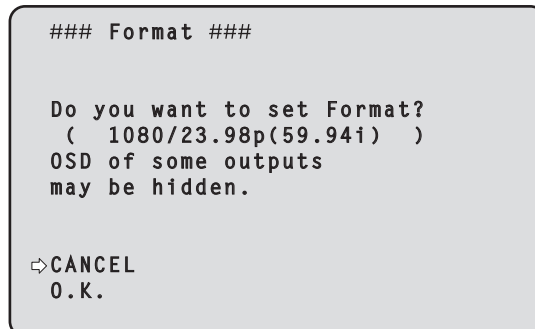 ### Format ###
Do you want to set Format?
( 1080/23.98p(59.94i) )
OSD of some outputs
may be hidden.
⇨CANCEL
O.K.